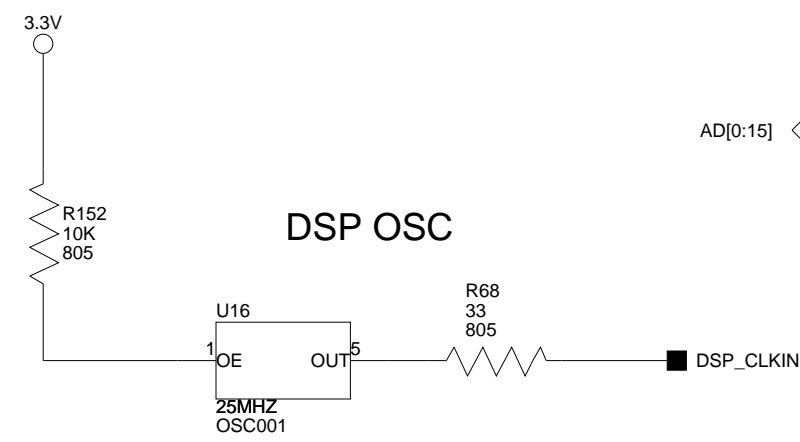 3.3V
AD[0:15]
R152
10K
805
DSP OSC
R68
33
805
U16
1
OE
OUT
5
DSP_CLKIN
25MHZ
OSC001